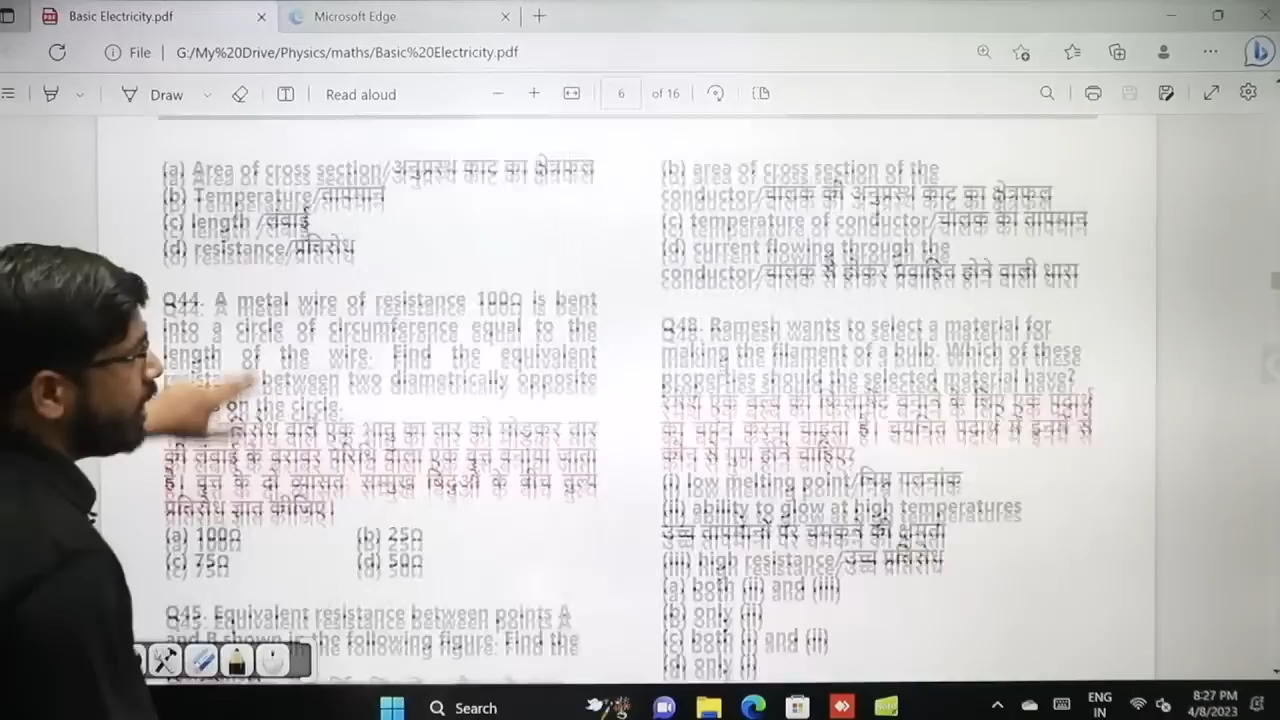 Basic Electricity.pdf
Microsoft Edge
File
G:/My%20Drive/Physics/maths/Basic%20Electricity.pdf
Draw
Read aloud
6
of 16
(a) Area of cross section/अनुप्रस्थ काट का क्षेत्रफल
(b) Temperature/तापमान
(c) length /लंबाई
(d) resistance/प्रतिरोध
Q44. A metal wire of resistance 100Ω is bent
into a circle of circumference equal to the
length of the wire. Find the equivalent
between two diametrically opposite
on the circle.
वाले एक धातु का तार को मोड़कर तार
लंबाई के बराबर परिधि वाला एक वृत्त बनाया जाता
है। वृत्त के दो व्यासतः सम्मुख बिंदुओं के बीच तुल्य
प्रतिरोध ज्ञात कीजिए।
(a) 100Ω
(b) 25Ω
(c) 75Ω
(d) 50Ω
Q45. Equivalent resistance between points A
and B shown in the following figure. Find the
(b) area of cross section of the
conductor/चालक की अनुप्रस्थ काट का क्षेत्रफल
(c) temperature of conductor/चालक का तापमान
(d) current flowing through the
conductor/चालक से होकर प्रवाहित होने वाली धारा
Q48. Ramesh wants to select a material for
making the filament of a bulb. Which of these
properties should the selected material have?
रमेश एक बल्ब का फिलामेंट बनाने के लिए एक पदार्थ
का चयन करना चाहता है। चयनित पदार्थ में इनमें से
कौन से गुण होने चाहिए?
(i) low melting point/निम्न गलनांक
(ii) ability to glow at high temperatures
उच्च तापमानों पर चमकने की क्षमता
(iii) high resistance/उच्च प्रतिरोध
(a) both (ii) and (iii)
(b) only (ii)
(c) both (i) and (ii)
(d) only (i)
Search
ENG
IN
8:27 PM
4/8/2023